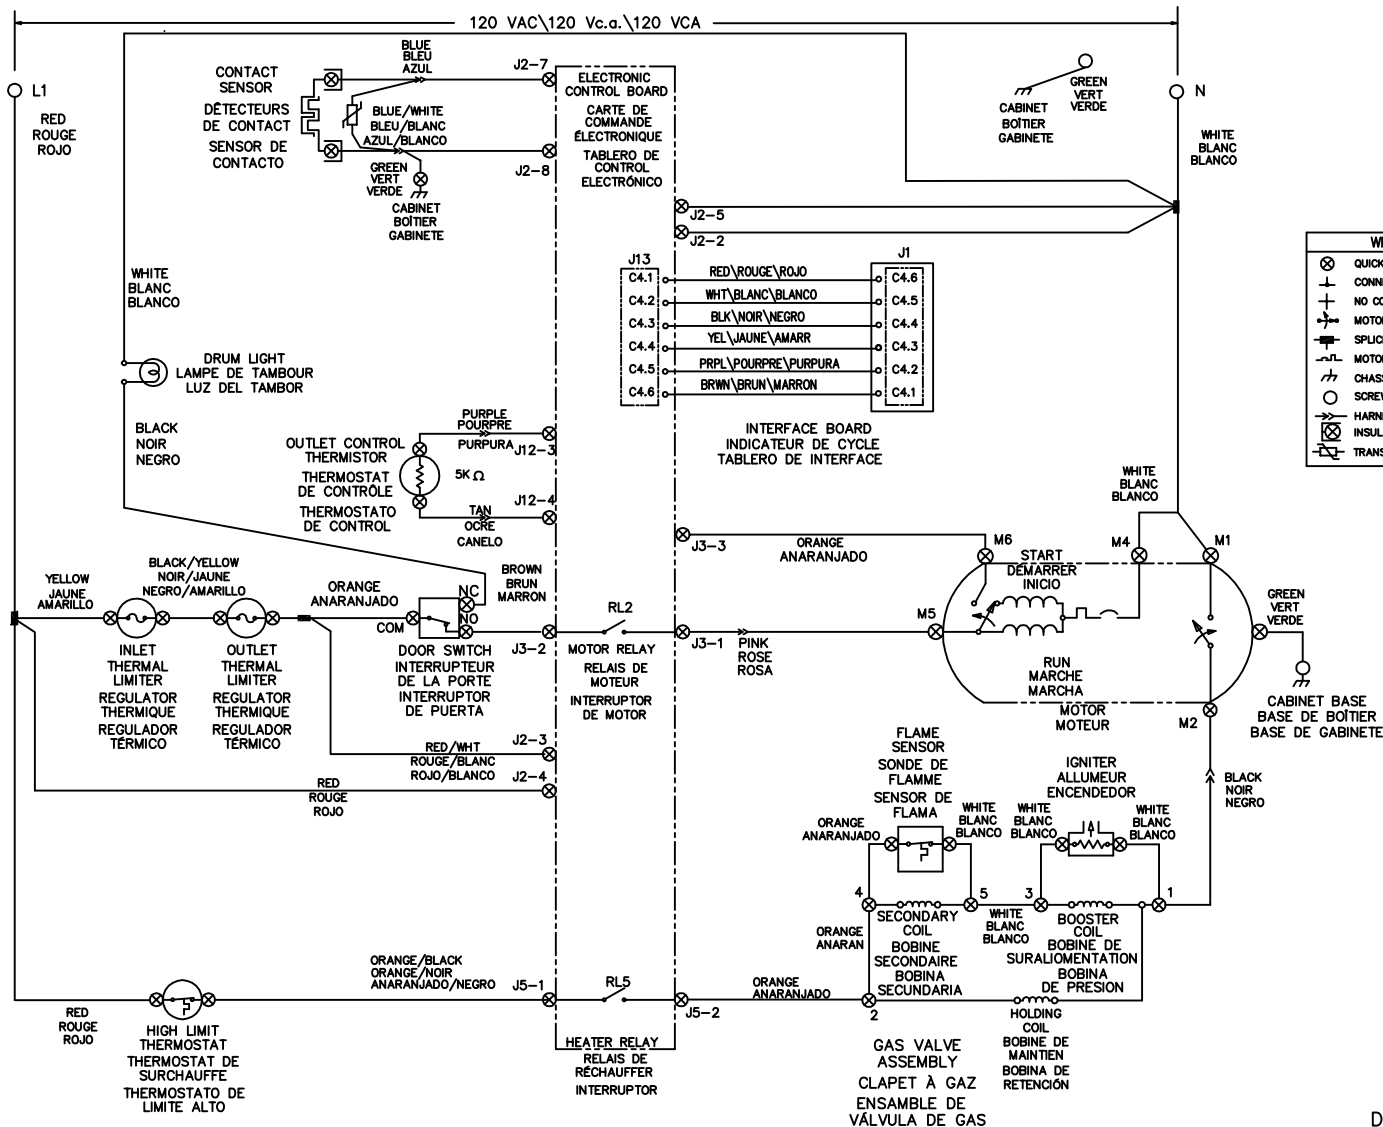 120 VAC\120 Vc.a.\120 VCA
L1
RED
ROUGE
ROJO
CONTACT
SENSOR
DÉTECTEURS
DE CONTACT
SENSOR DE
CONTACTO
BLUE
BLEU
AZUL
J2-7
BLUE/WHITE
BLEU/BLANC
AZUL/BLANCO
J2-8
GREEN
VERT
VERDE
CABINET
BOÎTIER
GABINETE
ELECTRONIC
CONTROL BOARD
CARTE DE
COMMANDE
ÉLECTRONIQUE
TABLERO DE
CONTROL
ELECTRÓNICO
GREEN
VERT
VERDE
CABINET
BOÎTIER
GABINETE
N
WHITE
BLANC
BLANCO
J2-5
J2-2
WHITE
BLANC
BLANCO
J13
C4.1
C4.2
C4.3
C4.4
C4.5
C4.6
RED\ROUGE\ROJO
WHT\BLANC\BLANCO
BLK\NOIR\NEGRO
YEL\JAUNE\AMARR
PRPL\POURPRE\PURPURA
BRWN\BRUN\MARRON
J1
C4.6
C4.5
C4.4
C4.3
C4.2
C4.1
INTERFACE BOARD
INDICATEUR DE CYCLE
TABLERO DE INTERFACE
QUICK
MOTOR
SCREW
DRUM LIGHT
LAMPE DE TAMBOUR
LUZ DEL TAMBOR
BLACK
NOIR
NEGRO
PURPLE
POURPRE
PURPURA
J12-3
OUTLET CONTROL
THERMISTOR
THERMOSTAT
DE CONTRÔLE
THERMOSTATO
DE CONTROL
5K Ω
J12-4
TAN
OCRE
CANELO
WHITE
BLANC
BLANCO
J3-3
ORANGE
ANARANJADO
M6
START
DÉMARRER
INICIO
M4
M1
YELLOW
JAUNE
AMARILLO
BLACK/YELLOW
NOIR/JAUNE
NEGRO/AMARILLO
ORANGE
ANARANJADO
BROWN
BRUN
MARRON
NC
NO
COM
INLET
THERMAL
LIMITER
REGULATOR
THERMIQUE
REGULADOR
TÉRMICO
OUTLET
THERMAL
LIMITER
REGULATOR
THERMIQUE
REGULADOR
TÉRMICO
DOOR SWITCH
INTERRUPTEUR
DE LA PORTE
INTERRUPTOR
DE PUERTA
J3-2
RL2
MOTOR RELAY
RELAIS DE
MOTEUR
INTERRUPTOR
DE MOTOR
J3-1
PINK
ROSE
ROSA
M5
RUN
MARCHE
MARCHA
MOTOR
MOTEUR
M2
GREEN
VERT
VERDE
CABINET BASE
BASE DE BOÎTIER
BASE DE GABINETE
RED/WHT
ROUGE/BLANC
ROJO/BLANCO
J2-3
J2-4
RED
ROUGE
ROJO
FLAME
SENSOR
SONDE DE
FLAMME
SENSOR DE
FLAMA
IGNITER
ALLUMEUR
ENCENDEDOR
BLACK
NOIR
NEGRO
ORANGE
ANARANJADO
WHITE
BLANC
BLANCO
WHITE
BLANC
BLANCO
WHITE
BLANC
BLANCO
4
5
3
1
ORANGE
ANARAN
SECONDARY
COIL
BOBINE
SECONDAIRE
BOBINA
SECUNDARIA
WHITE
BLANC
BLANCO
BOOSTER
COIL
BOBINE DE
SURALIOMENTATION
BOBINA
DE PRESION
ORANGE/BLACK
ORANGE/NOIR
ANARANJADO/NEGRO
J5-1
RL5
J5-2
ORANGE
ANARANJADO
2
HOLDING
COIL
BOBINE DE
MAINTIEN
BOBINA DE
RETENCIÓN
RED
ROUGE
ROJO
HIGH LIMIT
THERMOSTAT
THERMOSTAT DE
SURCHAUFFE
THERMOSTATO DE
LIMITE ALTO
HEATER RELAY
RELAIS DE
RÉCHAUFFER
INTERRUPTOR
GAS VALVE
ASSEMBLY
CLAPET À GAZ
ENSAMBLE DE
VÁLVULA DE GAS